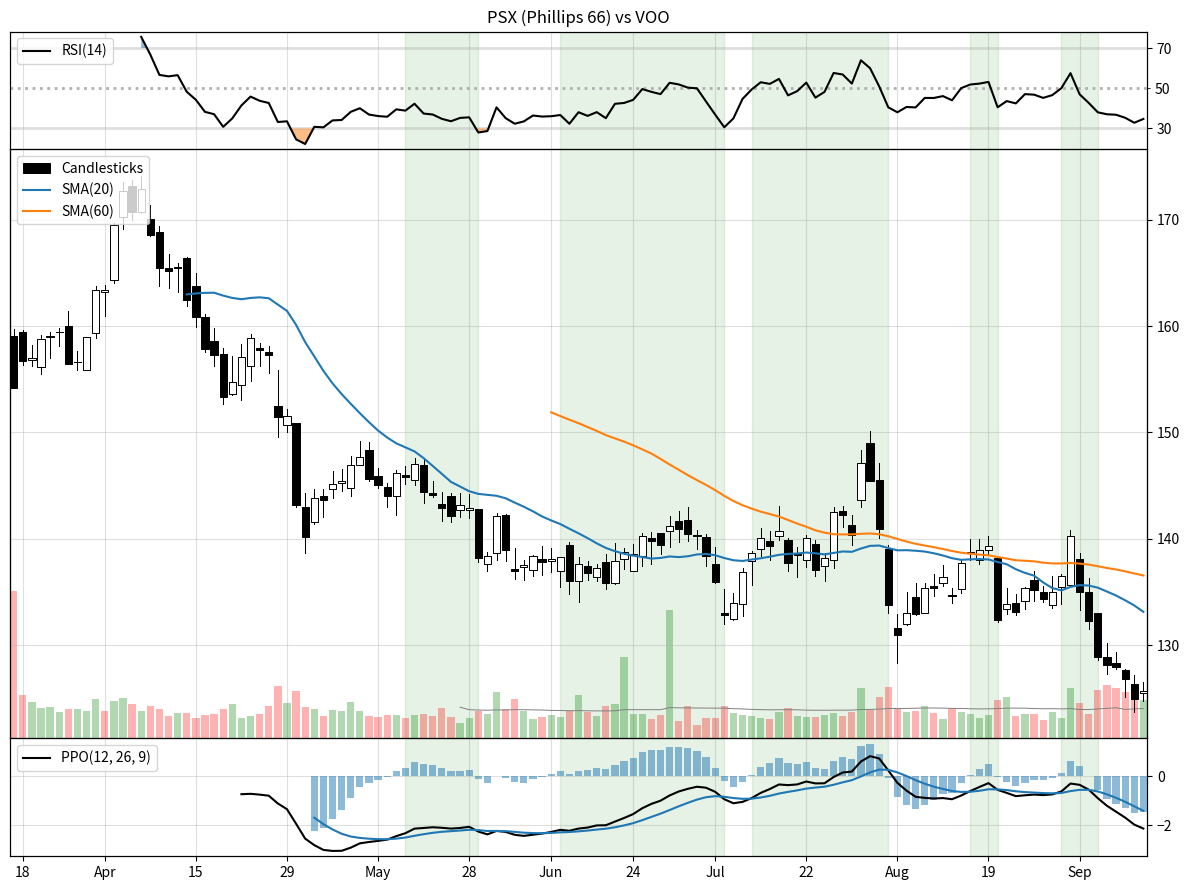 PSX (Phillips 66) vs VOO
RSI(14)
70
50
30
Candlesticks
SMA(20)
SMA(60)
170
160
150
140
130
PPO(12, 26, 9)
0
−2
18 Apr 15 29 May 28 Jun 24 Jul 22 Aug 19 Sep